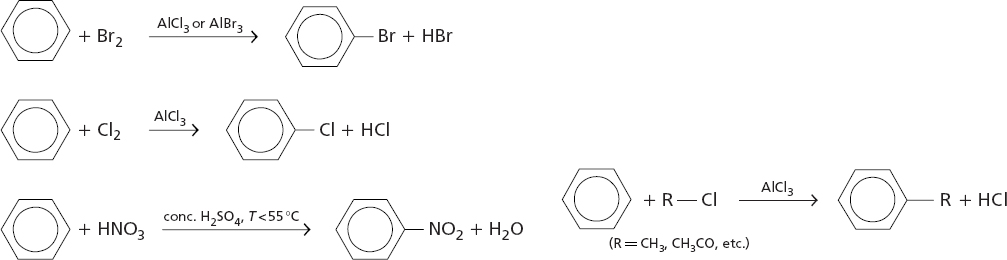 AlCl₃ or AlBr₃
+ Br₂ Br + HBr
AlCl₃
+ Cl₂ Cl + HCl
conc. H₂SO₄, T<55 °C
+ HNO₃ NO₂ + H₂O
AlCl₃
+ R — Cl R + HCl
(R = CH₃, CH₃CO, etc.)